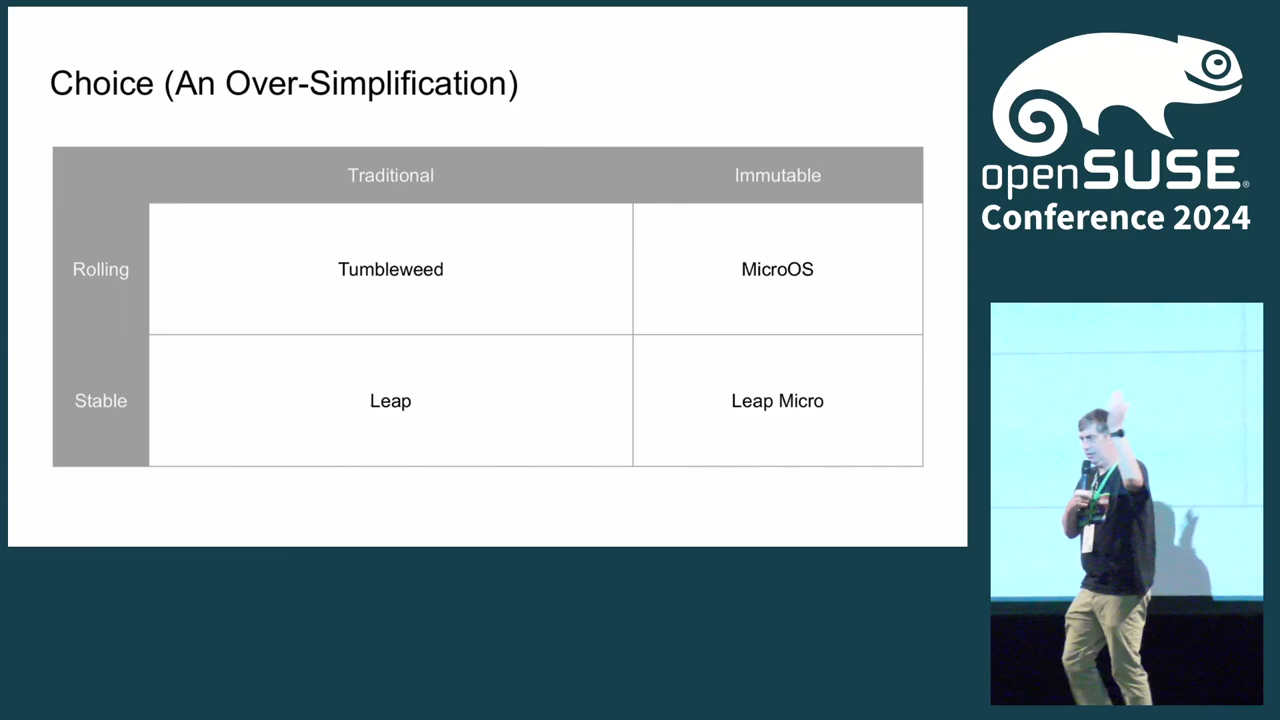 Choice (An Over-Simplification)
Traditional Immutable
Rolling Tumbleweed MicroOS
Stable Leap Leap Micro
openSUSE®
Conference 2024